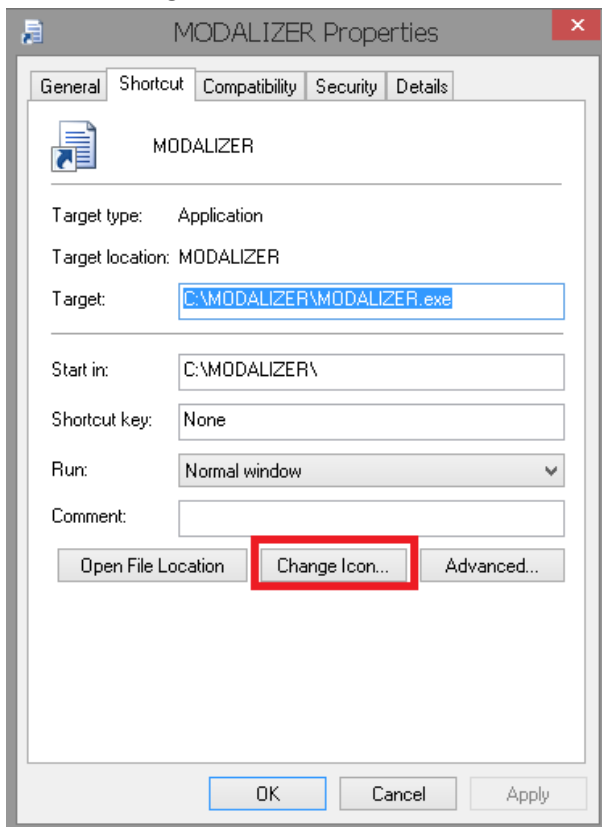 MODALIZER Properties
General Shortcut Compatibility Security Details
MODALIZER
Target type: Application
Target location: MODALIZER
Target: C:\MODALIZER\MODALIZER.exe
Start in: C:\MODALIZER\
Shortcut key: None
Run: Normal window
Comment:
Open File Location Change Icon... Advanced...
OK Cancel Apply